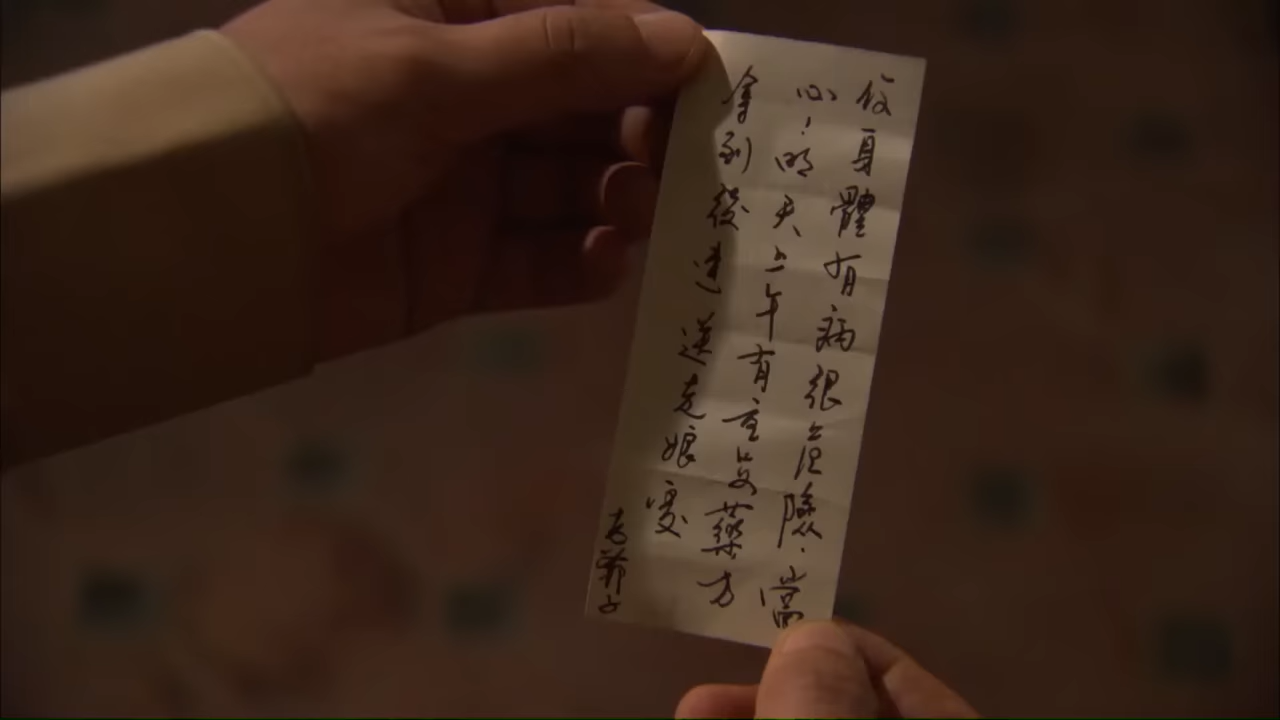 身體有病很危險，當
心！明天上午有重要藥方
拿到後速送老娘處